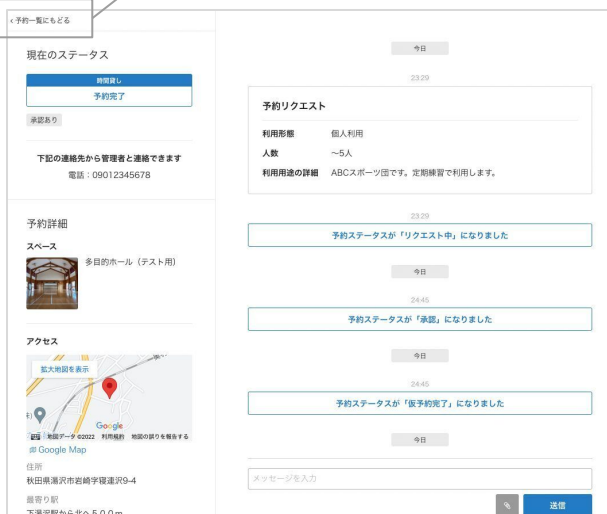 ‹ 予約一覧にもどる
現在のステータス
時間貸し
予約完了
承認あり
下記の連絡先から管理者と連絡できます
電話：09012345678
予約詳細
スペース
多目的ホール（テスト用）
アクセス
拡大地図を表示
Google
地図データ ©2022 利用規約 地図の誤りを報告する
Google Map
住所
秋田県湯沢市岩崎字寝連沢9-4
最寄り駅
下湯沢駅から北へ500m
今日
23:29
予約リクエスト
利用形態 個人利用
人数 〜5人
利用用途の詳細 ABCスポーツ団です。定期練習で利用します。
23:29
予約ステータスが「リクエスト中」になりました
今日
24:45
予約ステータスが「承認」になりました
今日
24:45
予約ステータスが「仮予約完了」になりました
今日
メッセージを入力
送信